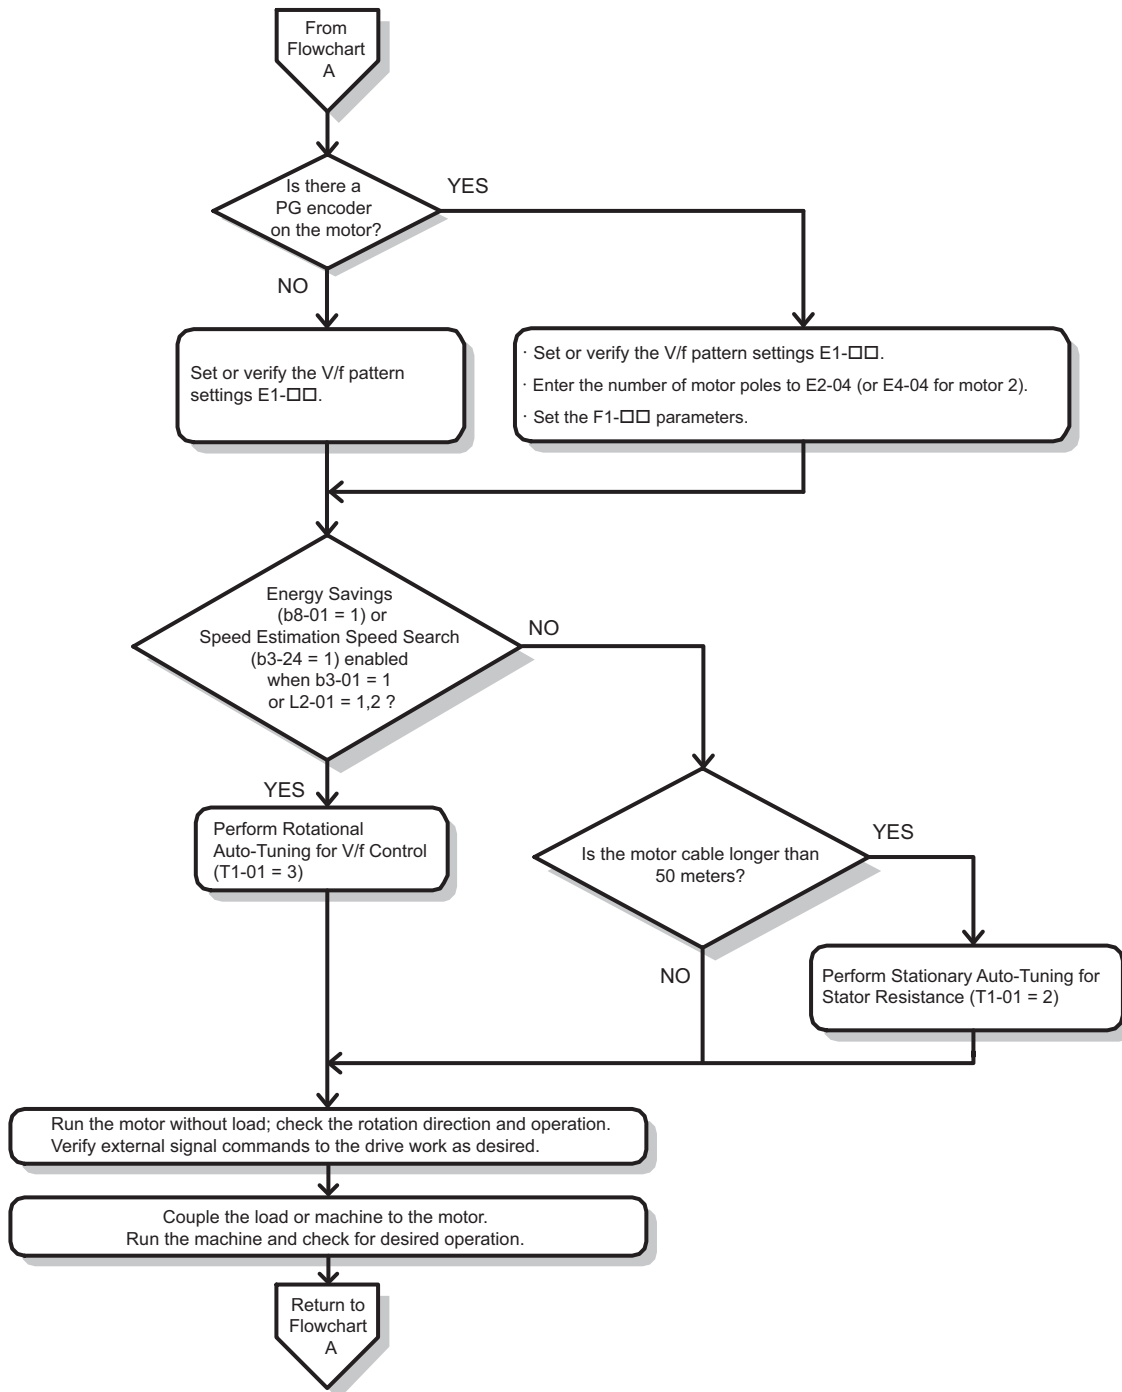 From
Flowchart
A
Is there a
PG encoder
on the motor?
YES
NO
Set or verify the V/f pattern
settings E1-□□.
· Set or verify the V/f pattern settings E1-□□.
· Enter the number of motor poles to E2-04 (or E4-04 for motor 2).
· Set the F1-□□ parameters.
Energy Savings
(b8-01 = 1) or
Speed Estimation Speed Search
(b3-24 = 1) enabled
when b3-01 = 1
or L2-01 = 1,2 ?
NO
YES
Perform Rotational
Auto-Tuning for V/f Control
(T1-01 = 3)
Is the motor cable longer than
50 meters?
YES
NO
Perform Stationary Auto-Tuning for
Stator Resistance (T1-01 = 2)
Run the motor without load; check the rotation direction and operation.
Verify external signal commands to the drive work as desired.
Couple the load or machine to the motor.
Run the machine and check for desired operation.
Return to
Flowchart
A